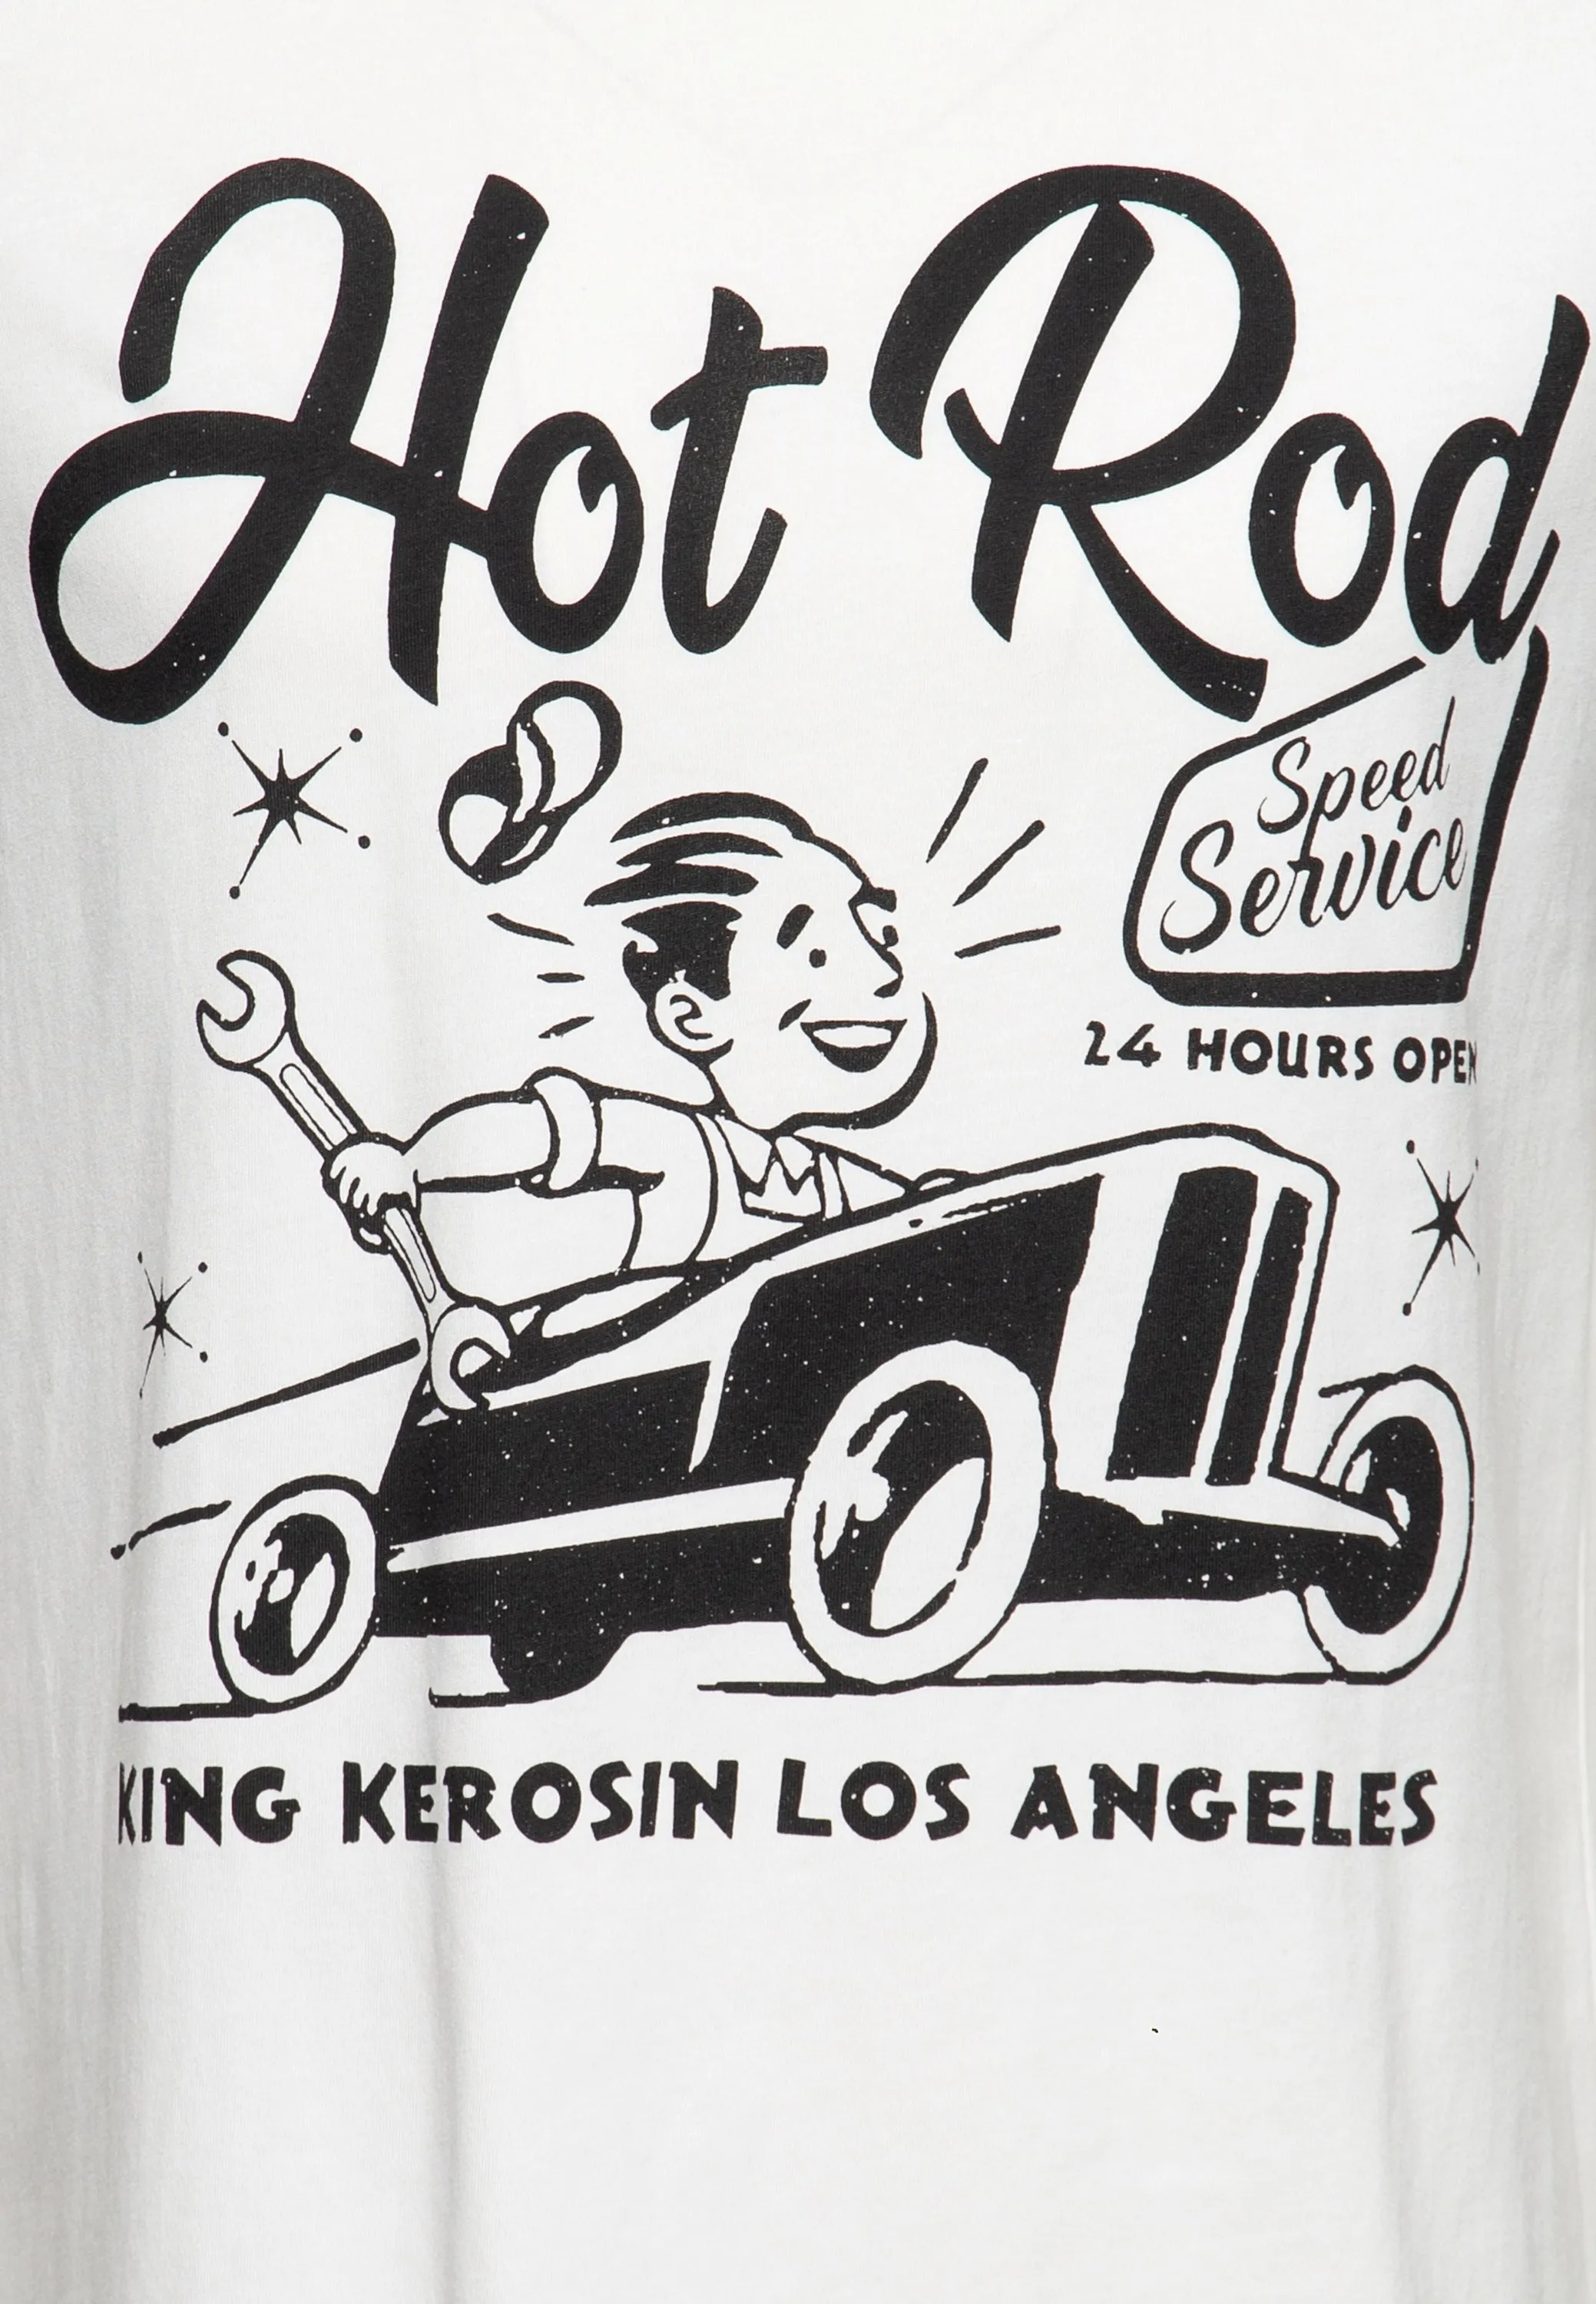 Hot Rod
Speed
Service
24 HOURS OPEN
KING KEROSIN LOS ANGELES